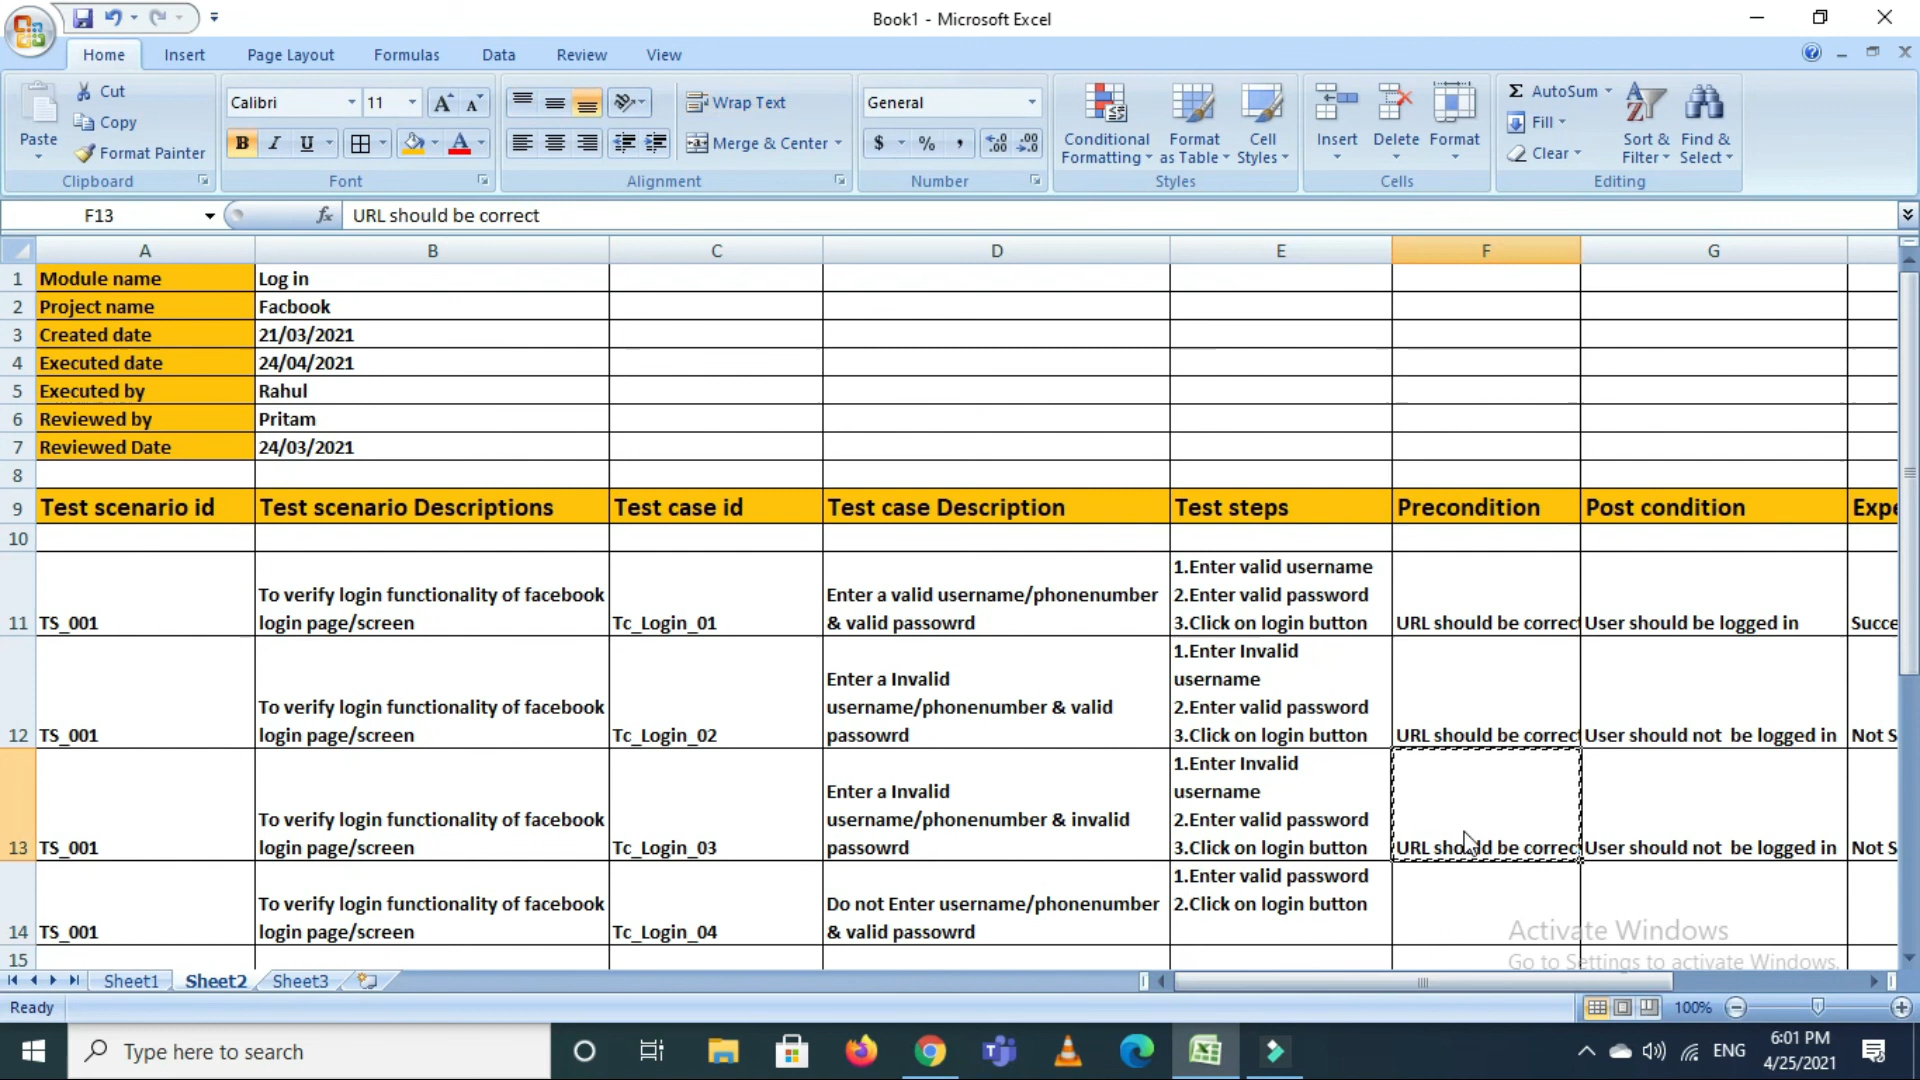 Book1 - Microsoft Excel
Home Insert Page Layout Formulas Data Review View
Paste
Cut
Copy
Format Painter
Clipboard
Calibri 11
B I U A
Font
Wrap Text
Merge & Center
Alignment
General
$ % ,
Number
Conditional Formatting
Format as Table
Cell Styles
Styles
Insert Delete Format
Cells
Σ AutoSum
Fill
Clear
Sort & Filter
Find & Select
Editing
F13 fx URL should be correct
A B C D E F G
1 Module name Log in
2 Project name Facbook
3 Created date 21/03/2021
4 Executed date 24/04/2021
5 Executed by Rahul
6 Reviewed by Pritam
7 Reviewed Date 24/03/2021
8
9 Test scenario id Test scenario Descriptions Test case id Test case Description Test steps Precondition Post condition Expe
10
11 TS_001
To verify login functionality of facebook
login page/screen
Tc_Login_01
Enter a valid username/phonenumber
& valid passowrd
1.Enter valid username
2.Enter valid password
3.Click on login button
URL should be correct
User should be logged in
Succe
12 TS_001
To verify login functionality of facebook
login page/screen
Tc_Login_02
Enter a Invalid
username/phonenumber & valid
passowrd
1.Enter Invalid
username
2.Enter valid password
3.Click on login button
URL should be correct
User should not  be logged in
Not S
13 TS_001
To verify login functionality of facebook
login page/screen
Tc_Login_03
Enter a Invalid
username/phonenumber & invalid
passowrd
1.Enter Invalid
username
2.Enter valid password
3.Click on login button
URL should be correc
User should not  be logged in
Not S
14 TS_001
To verify login functionality of facebook
login page/screen
Tc_Login_04
Do not Enter username/phonenumber
& valid passowrd
1.Enter valid password
2.Click on login button
15
Activate Windows
Go to Settings to activate Windows.
Sheet1 Sheet2 Sheet3
Ready 100%
Type here to search
ENG
6:01 PM
4/25/2021